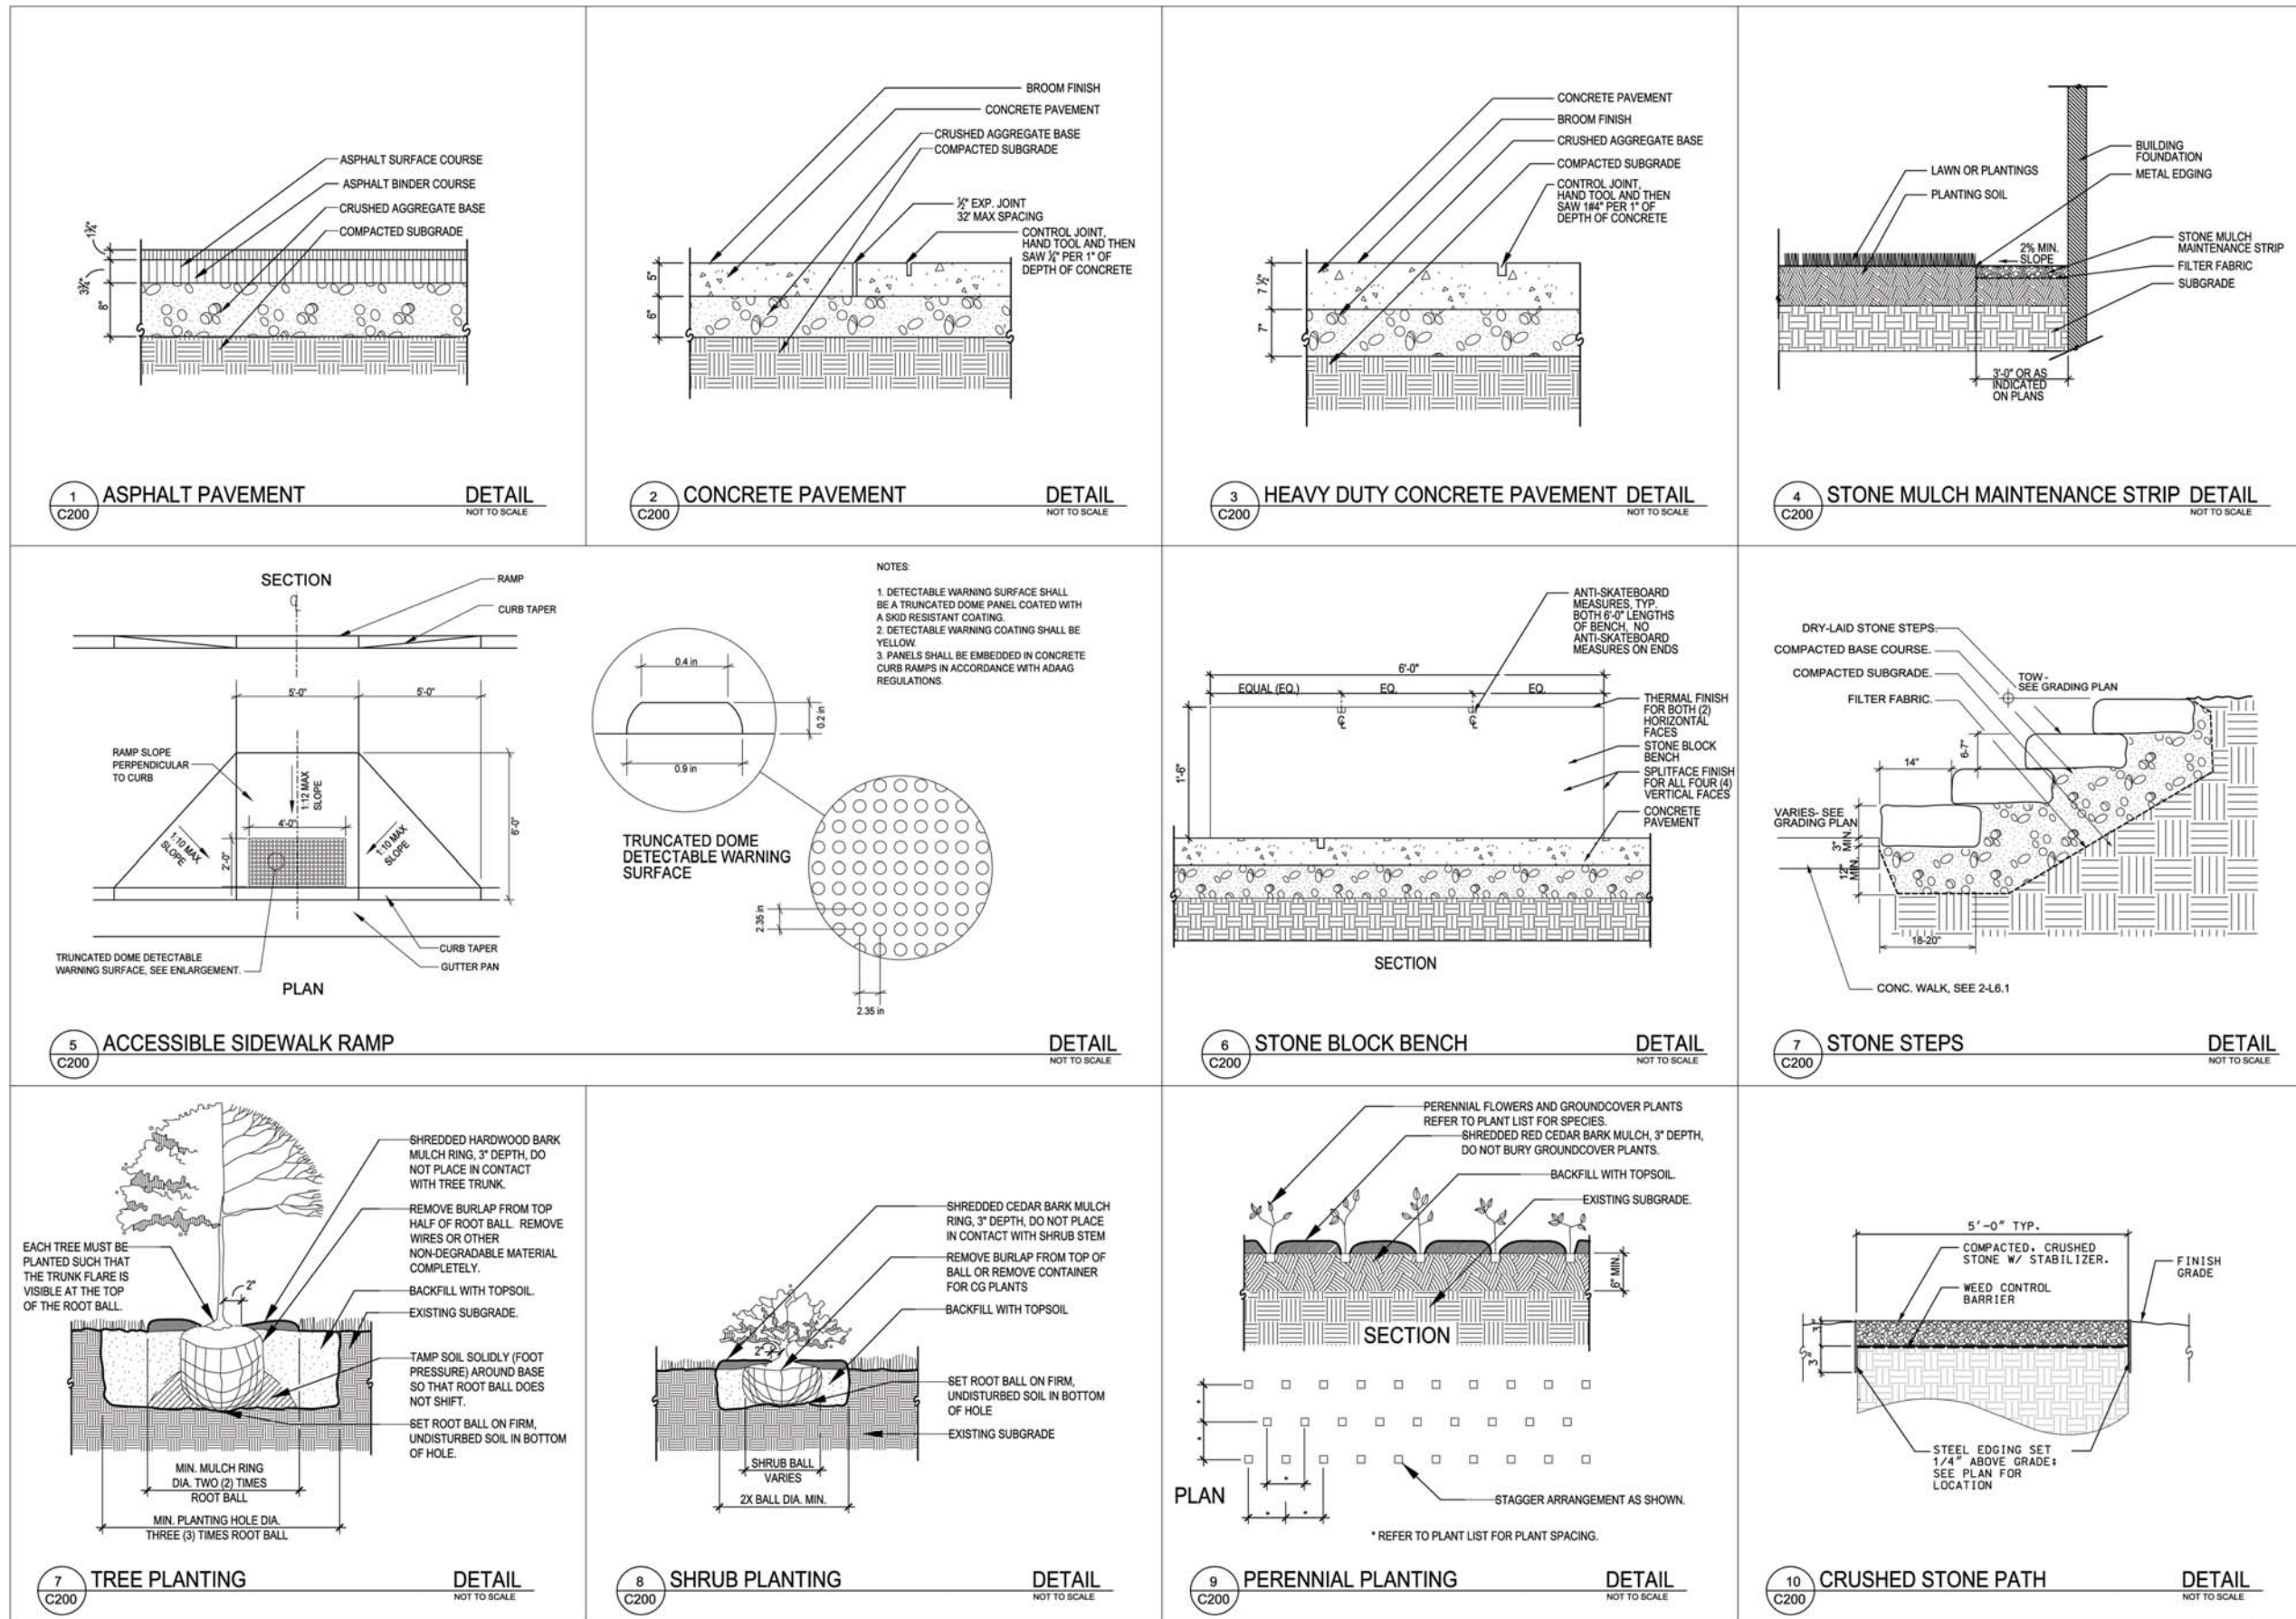 ASPHALT SURFACE COURSE
ASPHALT BINDER COURSE
CRUSHED AGGREGATE BASE
COMPACTED SUBGRADE
8"
1
C200
ASPHALT PAVEMENT
DETAIL
NOT TO SCALE
BROOM FINISH
CONCRETE PAVEMENT
CRUSHED AGGREGATE BASE
COMPACTED SUBGRADE
½" EXP. JOINT
32' MAX SPACING
CONTROL JOINT,
HAND TOOL AND THEN
SAW ¼" PER 1" OF
DEPTH OF CONCRETE
5"
6"
2
C200
CONCRETE PAVEMENT
DETAIL
NOT TO SCALE
CONCRETE PAVEMENT
BROOM FINISH
CRUSHED AGGREGATE BASE
COMPACTED SUBGRADE
CONTROL JOINT,
HAND TOOL AND THEN
SAW 1#4" PER 1" OF
DEPTH OF CONCRETE
7 ½"
7"
3
C200
HEAVY DUTY CONCRETE PAVEMENT
DETAIL
NOT TO SCALE
LAWN OR PLANTINGS
PLANTING SOIL
2% MIN.
SLOPE
BUILDING
FOUNDATION
METAL EDGING
STONE MULCH
MAINTENANCE STRIP
FILTER FABRIC
SUBGRADE
3'-0" OR AS
INDICATED
ON PLANS
4
C200
STONE MULCH MAINTENANCE STRIP
DETAIL
NOT TO SCALE
SECTION
RAMP
CURB TAPER
5'-0"
5'-0"
RAMP SLOPE
PERPENDICULAR
TO CURB
1:12 MAX
SLOPE
4'-0"
2'-0"
1:10 MAX.
SLOPE
1:10 MAX
SLOPE
6'-0"
CURB TAPER
GUTTER PAN
TRUNCATED DOME DETECTABLE
WARNING SURFACE, SEE ENLARGEMENT.
PLAN
0.4 in
0.2 in
0.9 in
TRUNCATED DOME
DETECTABLE WARNING
SURFACE
2.35 in
2.35 in
NOTES:
1. DETECTABLE WARNING SURFACE SHALL
BE A TRUNCATED DOME PANEL COATED WITH
A SKID RESISTANT COATING.
2. DETECTABLE WARNING COATING SHALL BE
YELLOW.
3. PANELS SHALL BE EMBEDDED IN CONCRETE
CURB RAMPS IN ACCORDANCE WITH ADAAG
REGULATIONS.
5
C200
ACCESSIBLE SIDEWALK RAMP
DETAIL
NOT TO SCALE
ANTI-SKATEBOARD
MEASURES, TYP.
BOTH 6'-0" LENGTHS
OF BENCH, NO
ANTI-SKATEBOARD
MEASURES ON ENDS
6'-0"
EQUAL (EQ.)
EQ.
EQ.
1'-6"
THERMAL FINISH
FOR BOTH (2)
HORIZONTAL
FACES
STONE BLOCK
BENCH
SPLITFACE FINISH
FOR ALL FOUR (4)
VERTICAL FACES
CONCRETE
PAVEMENT
SECTION
6
C200
STONE BLOCK BENCH
DETAIL
NOT TO SCALE
DRY-LAID STONE STEPS.
COMPACTED BASE COURSE.
COMPACTED SUBGRADE.
FILTER FABRIC.
TOW -
SEE GRADING PLAN
6-7"
14"
VARIES- SEE
GRADING PLAN
3"
MIN.
12"
MIN.
18-20"
CONC. WALK, SEE 2-L6.1
7
C200
STONE STEPS
DETAIL
NOT TO SCALE
SHREDDED HARDWOOD BARK
MULCH RING, 3" DEPTH, DO
NOT PLACE IN CONTACT
WITH TREE TRUNK.
REMOVE BURLAP FROM TOP
HALF OF ROOT BALL. REMOVE
WIRES OR OTHER
NON-DEGRADABLE MATERIAL
COMPLETELY.
EACH TREE MUST BE
PLANTED SUCH THAT
THE TRUNK FLARE IS
VISIBLE AT THE TOP
OF THE ROOT BALL.
2"
BACKFILL WITH TOPSOIL.
EXISTING SUBGRADE.
TAMP SOIL SOLIDLY (FOOT
PRESSURE) AROUND BASE
SO THAT ROOT BALL DOES
NOT SHIFT.
SET ROOT BALL ON FIRM,
UNDISTURBED SOIL IN BOTTOM
OF HOLE.
MIN. MULCH RING
DIA. TWO (2) TIMES
ROOT BALL
MIN. PLANTING HOLE DIA.
THREE (3) TIMES ROOT BALL
7
C200
TREE PLANTING
DETAIL
NOT TO SCALE
SHREDDED CEDAR BARK MULCH
RING, 3" DEPTH, DO NOT PLACE
IN CONTACT WITH SHRUB STEM
REMOVE BURLAP FROM TOP OF
BALL OR REMOVE CONTAINER
FOR CG PLANTS
BACKFILL WITH TOPSOIL
2"
SET ROOT BALL ON FIRM,
UNDISTURBED SOIL IN BOTTOM
OF HOLE
EXISTING SUBGRADE
SHRUB BALL
VARIES
2X BALL DIA. MIN.
8
C200
SHRUB PLANTING
DETAIL
NOT TO SCALE
PERENNIAL FLOWERS AND GROUNDCOVER PLANTS
REFER TO PLANT LIST FOR SPECIES.
SHREDDED RED CEDAR BARK MULCH, 3" DEPTH,
DO NOT BURY GROUNDCOVER PLANTS.
BACKFILL WITH TOPSOIL.
EXISTING SUBGRADE.
6" MIN.
SECTION
PLAN
STAGGER ARRANGEMENT AS SHOWN.
* REFER TO PLANT LIST FOR PLANT SPACING.
9
C200
PERENNIAL PLANTING
DETAIL
NOT TO SCALE
5'-0" TYP.
COMPACTED, CRUSHED
STONE W/ STABILIZER.
WEED CONTROL
BARRIER
FINISH
GRADE
3"
3"
STEEL EDGING SET
1/4" ABOVE GRADE;
SEE PLAN FOR
LOCATION
10
C200
CRUSHED STONE PATH
DETAIL
NOT TO SCALE